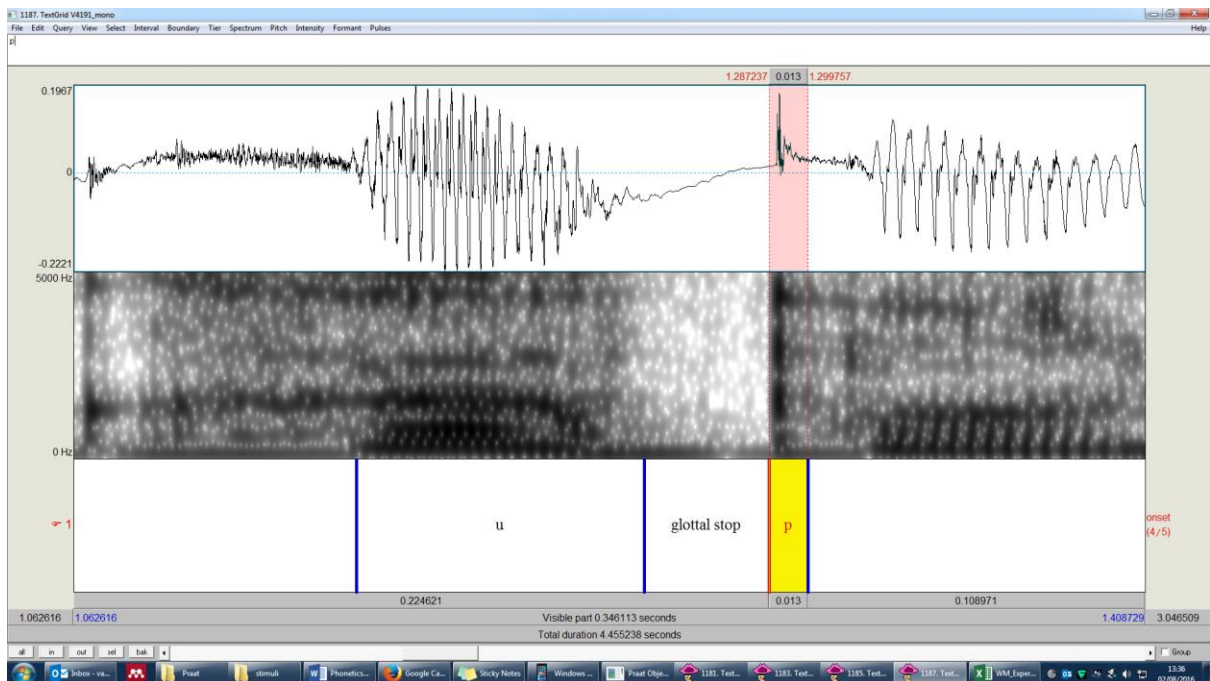 1187. TextGrid V4191_mono
File Edit Query View Select Interval Boundary Tier Spectrum Pitch Intensity Formant Pulses Help
p
1.287237 0.013 1.299757
0.1967
0
-0.2221
5000 Hz
0 Hz
1 u glottal stop p onset
(4/5)
0.224621 0.013 0.108971
1.062616 1.062616 Visible part 0.346113 seconds 1.408729 3.046509
Total duration 4.455238 seconds
all in out sel bak Group
Inbox - va... Praat stimuli Phonetics... Google Ca... Sticky Notes Windows ... Praat Obje... 1181. Text... 1183. Text... 1185. Text... 1187. Text... WM_Exper... 13:36
02/08/2016